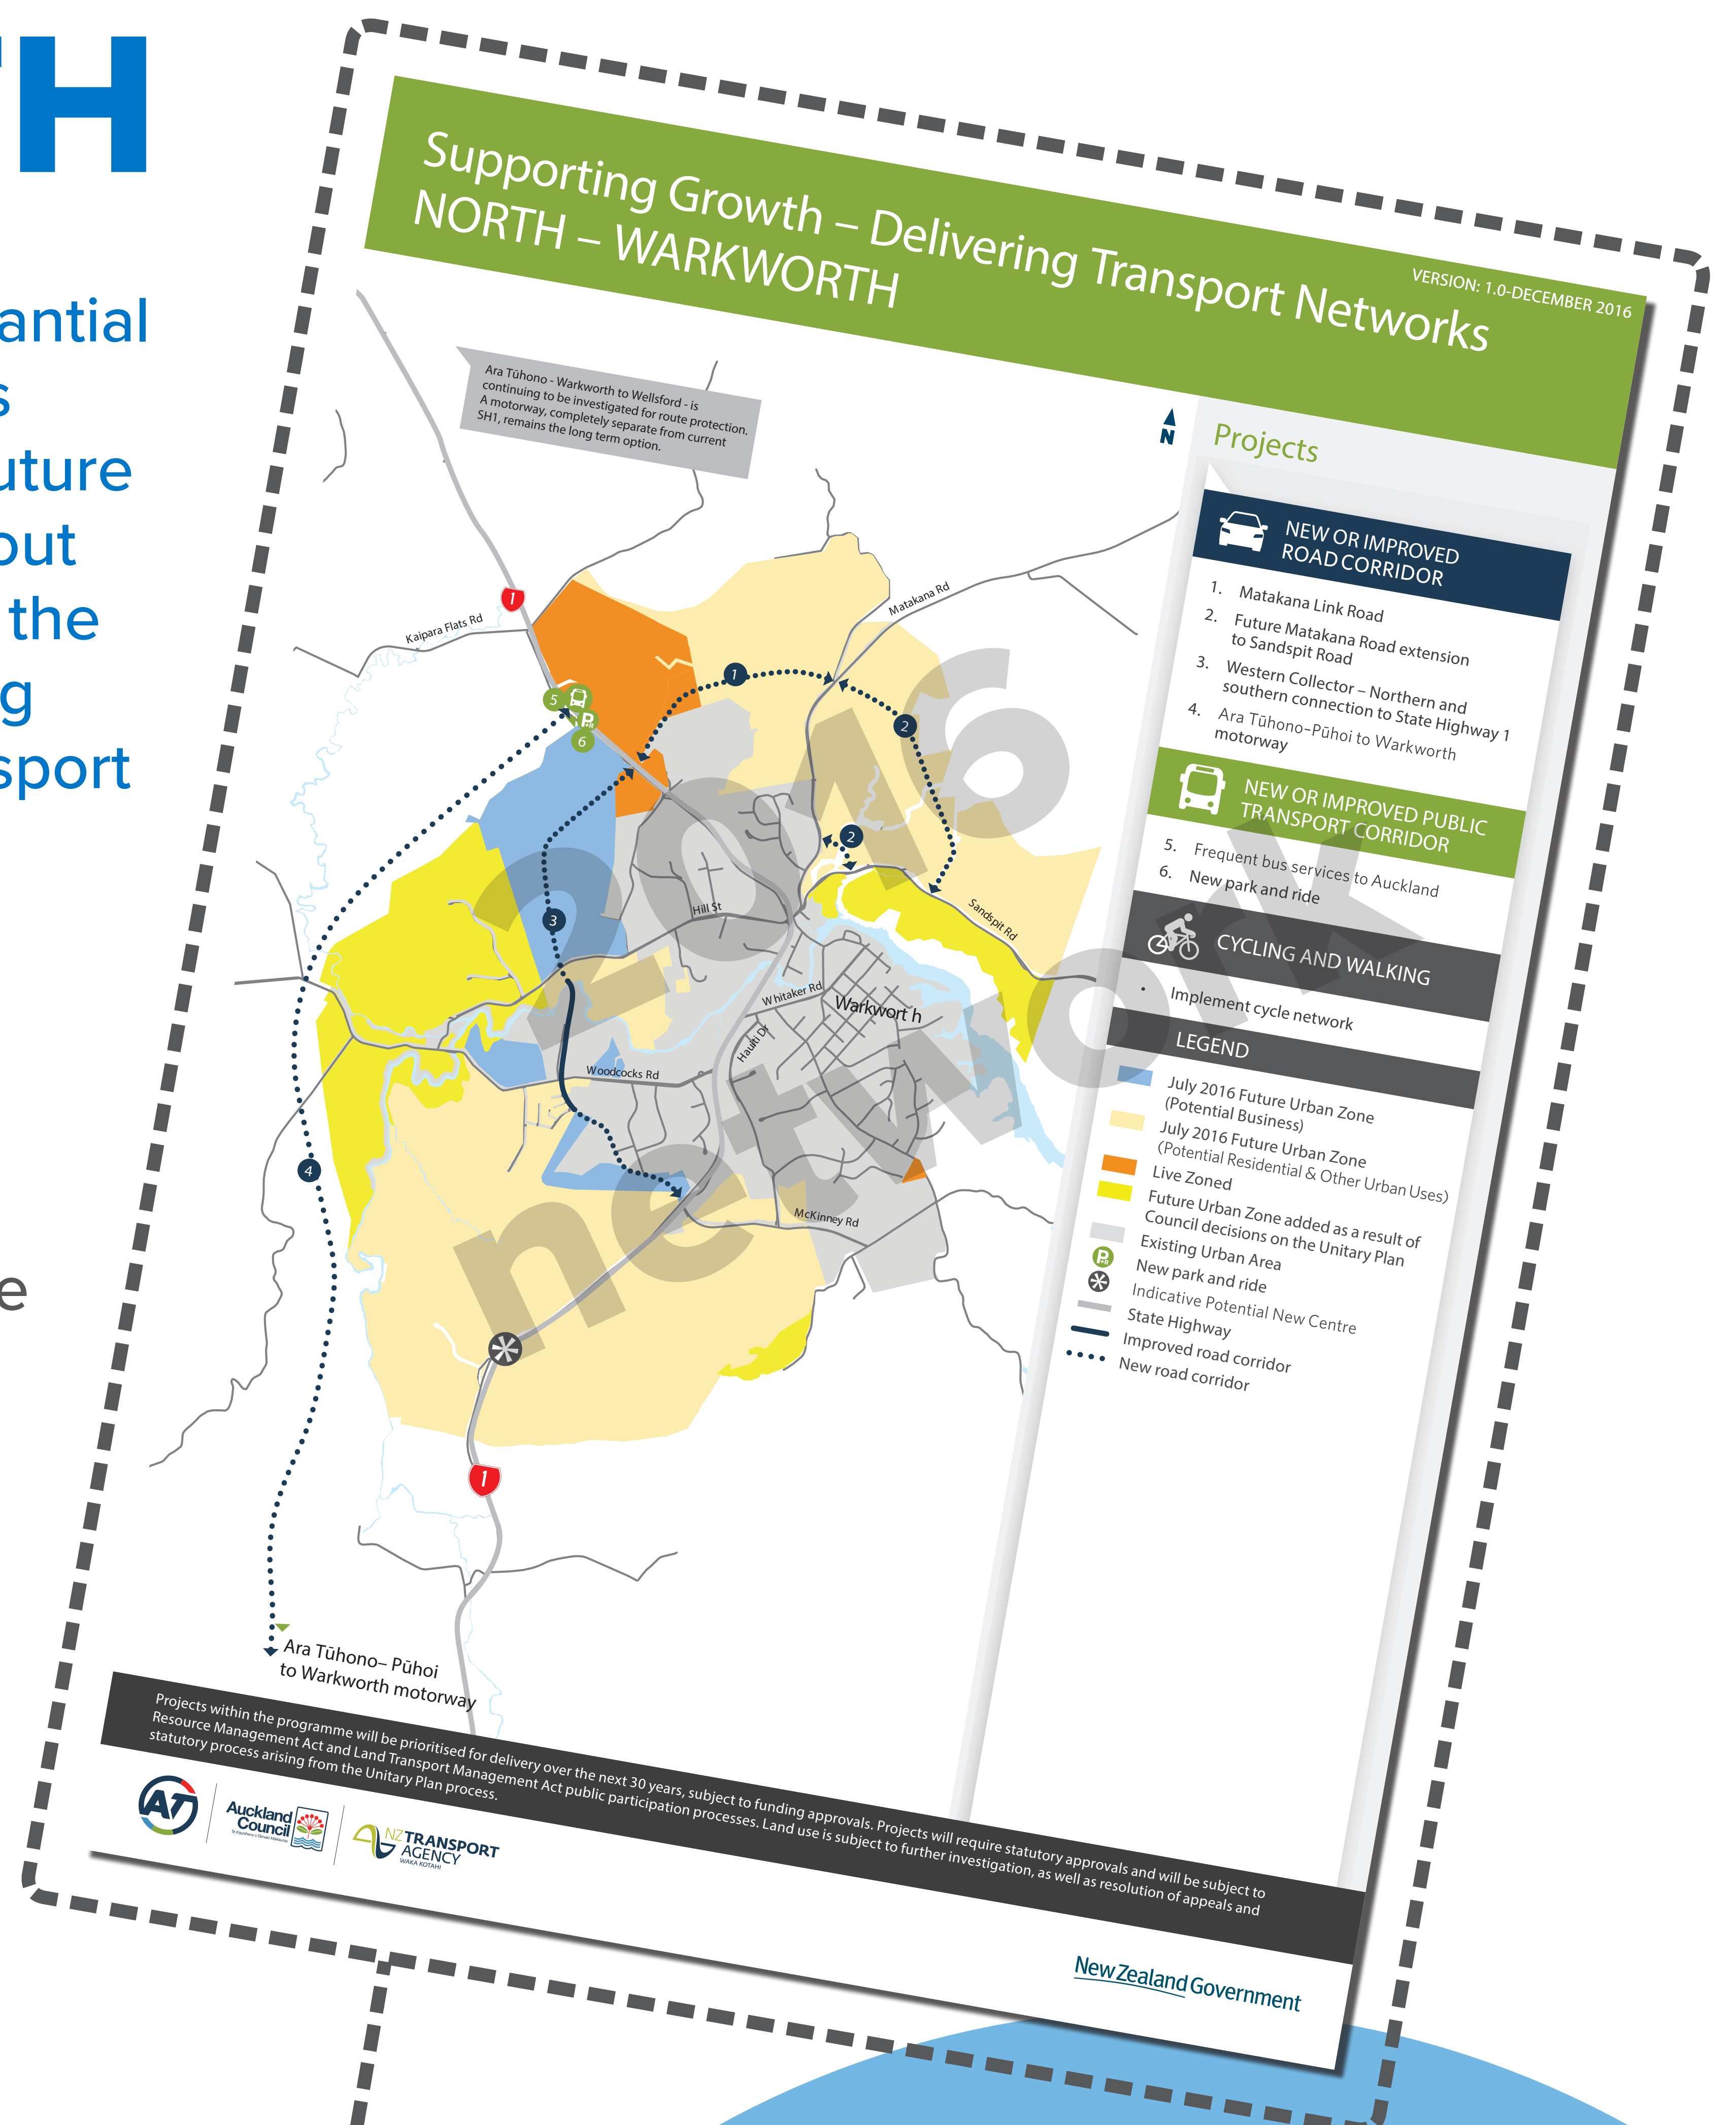 TH
antial
s
uture
out
the
g
sport
e
Supporting Growth – Delivering Transport Networks
NORTH – WARKWORTH
VERSION: 1.0-DECEMBER 2016
Ara Tūhono - Warkworth to Wellsford - is
continuing to be investigated for route protection.
A motorway, completely separate from current
SH1, remains the long term option.
N
1
Kaipara Flats Rd
Matakana Rd
5
P+R
6
1
2
2
3
Hill St
Sandspit Rd
Whitaker Rd
Warkwort h
Hauiti Dr
Woodcocks Rd
4
McKinney Rd
1
Ara Tūhono– Pūhoi
to Warkworth motorway
2016
network
Projects
NEW OR IMPROVED
ROAD CORRIDOR
1. Matakana Link Road
2. Future Matakana Road extension
to Sandspit Road
3. Western Collector – Northern and
southern connection to State Highway 1
4. Ara Tūhono-Pūhoi to Warkworth
motorway
NEW OR IMPROVED PUBLIC
TRANSPORT CORRIDOR
5. Frequent bus services to Auckland
6. New park and ride
CYCLING AND WALKING
• Implement cycle network
LEGEND
July 2016 Future Urban Zone
(Potential Business)
July 2016 Future Urban Zone
(Potential Residential & Other Urban Uses)
Live Zoned
Future Urban Zone added as a result of
Council decisions on the Unitary Plan
Existing Urban Area
P+R
New park and ride
Indicative Potential New Centre
State Highway
Improved road corridor
New road corridor
Projects within the programme will be prioritised for delivery over the next 30 years, subject to funding approvals. Projects will require statutory approvals and will be subject to
Resource Management Act and Land Transport Management Act public participation processes. Land use is subject to further investigation, as well as resolution of appeals and
statutory process arising from the Unitary Plan process.
AT
Auckland
Council
NZ TRANSPORT
AGENCY
WAKA KOTAHI
New Zealand Government